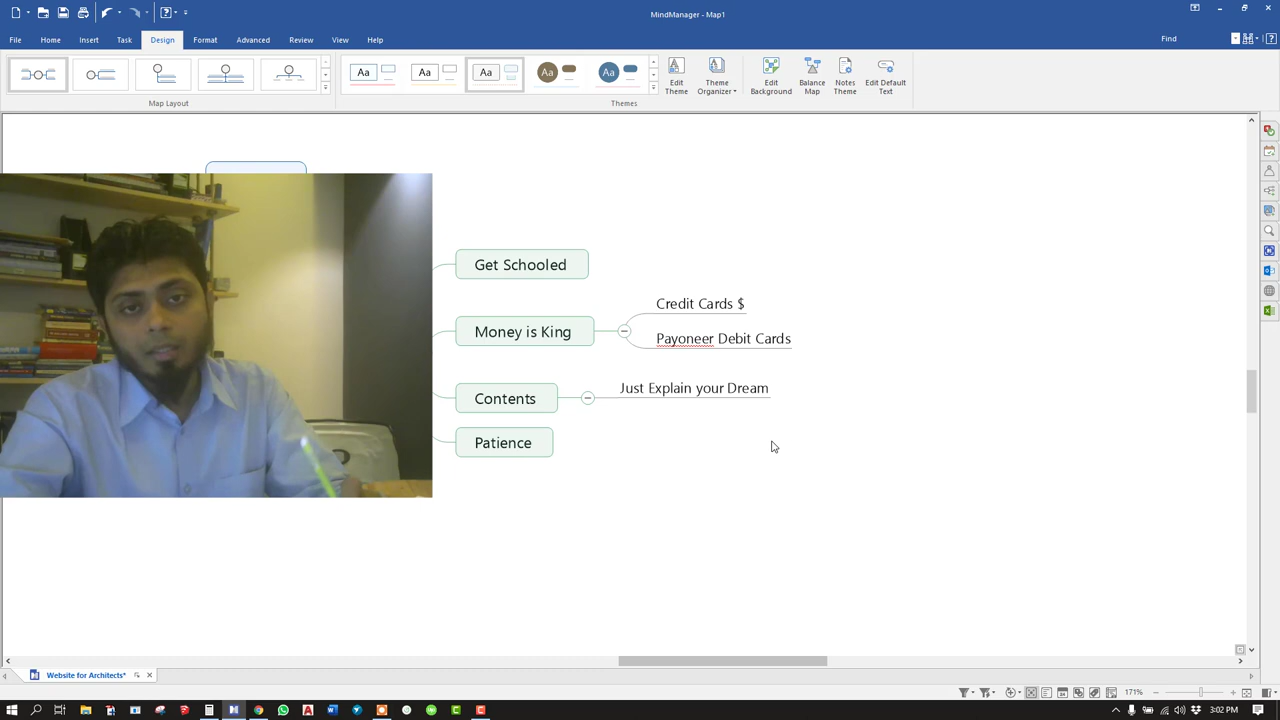 MindManager - Map1
File Home Insert Task Design Format Advanced Review View Help Find
Aa Aa Aa Aa Aa
Edit Theme
Theme Organizer
Edit Background
Balance Map
Notes Theme
Edit Default Text
Map Layout
Themes
Get Schooled
Credit Cards $
Money is King
Payoneer Debit Cards
Just Explain your Dream
Contents
Patience
Website for Architects*
171%
3:02 PM